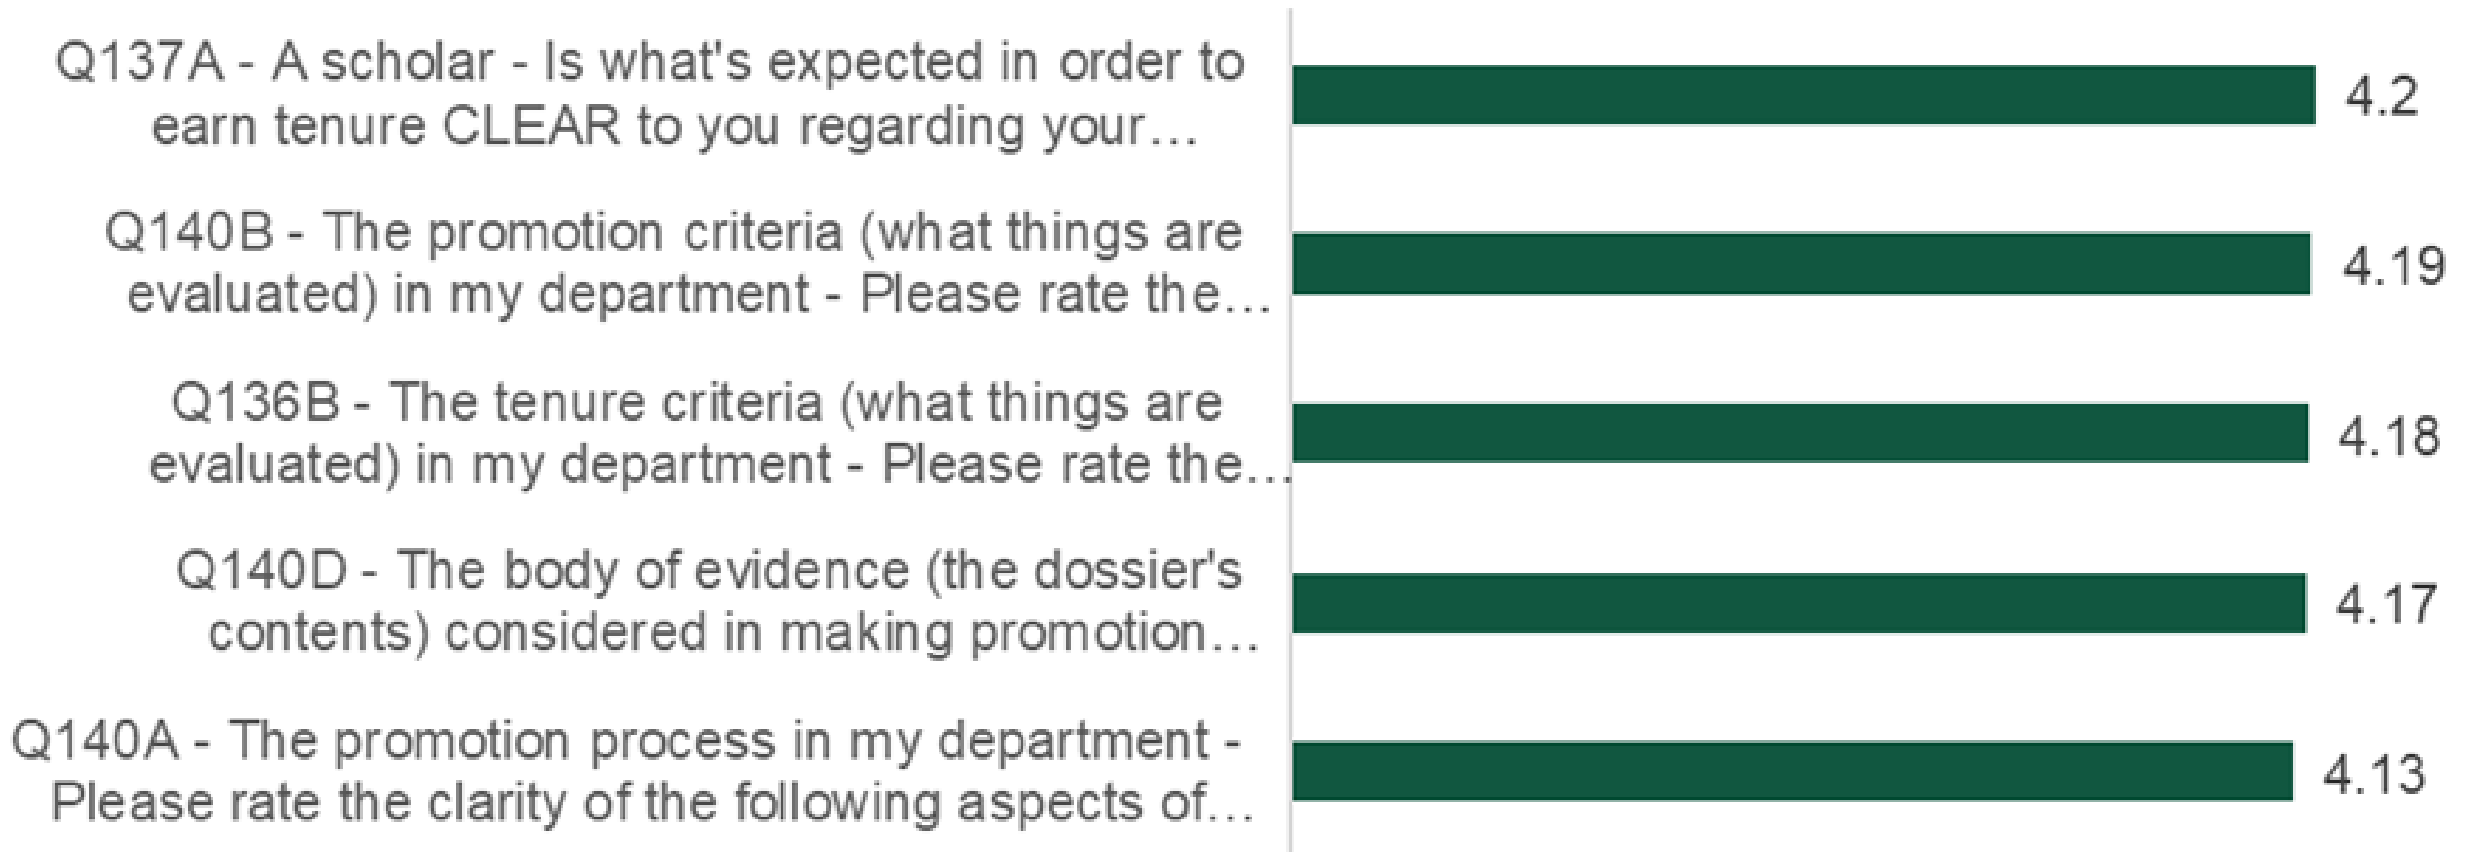 Q137A - A scholar - Is what's expected in order to
earn tenure CLEAR to you regarding your…
4.2
Q140B - The promotion criteria (what things are
evaluated) in my department - Please rate the…
4.19
Q136B - The tenure criteria (what things are
evaluated) in my department - Please rate the…
4.18
Q140D - The body of evidence (the dossier's
contents) considered in making promotion…
4.17
Q140A - The promotion process in my department -
Please rate the clarity of the following aspects of…
4.13